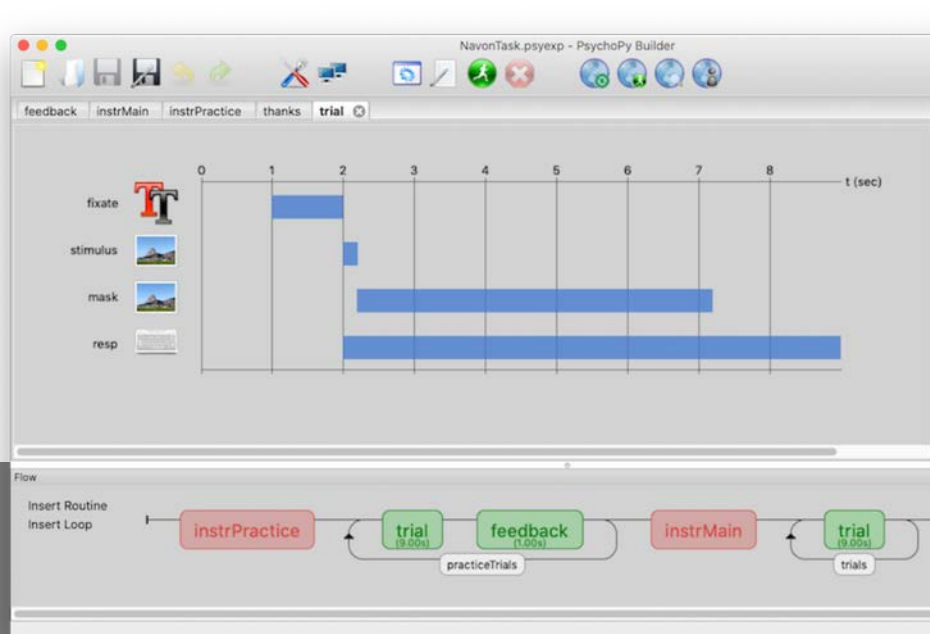 NavonTask.psyexp - PsychoPy Builder
feedback instrMain instrPractice thanks trial
0 1 2 3 4 5 6 7 8
t (sec)
fixate TT
stimulus
mask
resp
Flow
Insert Routine
Insert Loop
instrPractice trial feedback instrMain trial
(9.00s) (1.00s) (9.00s)
practiceTrials trials